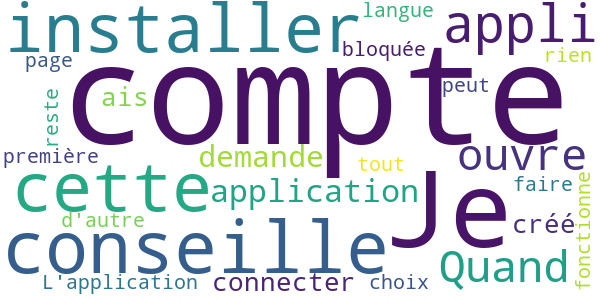 installer
langue
appli
bloquée
rien
page
compte
peut
ais
reste
première
demande
tout
ouvre
cette
application
Je
faire
fonctionne
d'autre
créé
conseille
Quand
L'application
connecter
choix